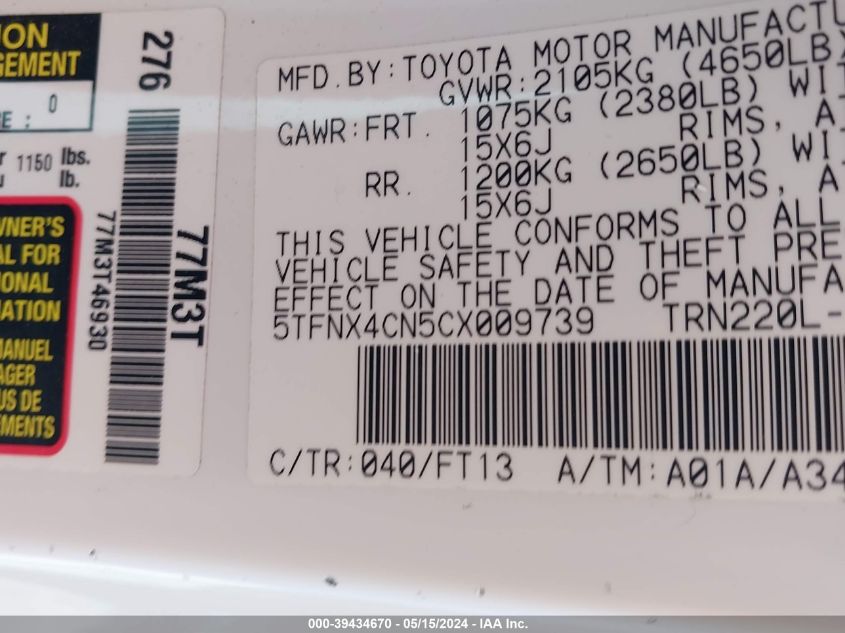 ION
GEMENT
0
E :
r 1150 lbs.
lb.
WNER'S
AL FOR
IONAL
MATION
MANUEL
AGER
US DE
EMENTS
276
77M3T
77M3T46930
MFD.BY:TOYOTA MOTOR MANUFACTU
GVWR:2105KG (4650LB)
GAWR:FRT. 1075KG (2380LB) WI
15X6J RIMS, A
RR. 1200KG (2650LB) WI
15X6J RIMS, A
THIS VEHICLE CONFORMS TO ALL
VEHICLE SAFETY AND THEFT PRE
EFFECT ON THE DATE OF MANUFA
5TFNX4CN5CX009739 TRN220L-
C/TR:040/FT13 A/TM:A01A/A34
000-39434670 - 05/15/2024 - IAA Inc.